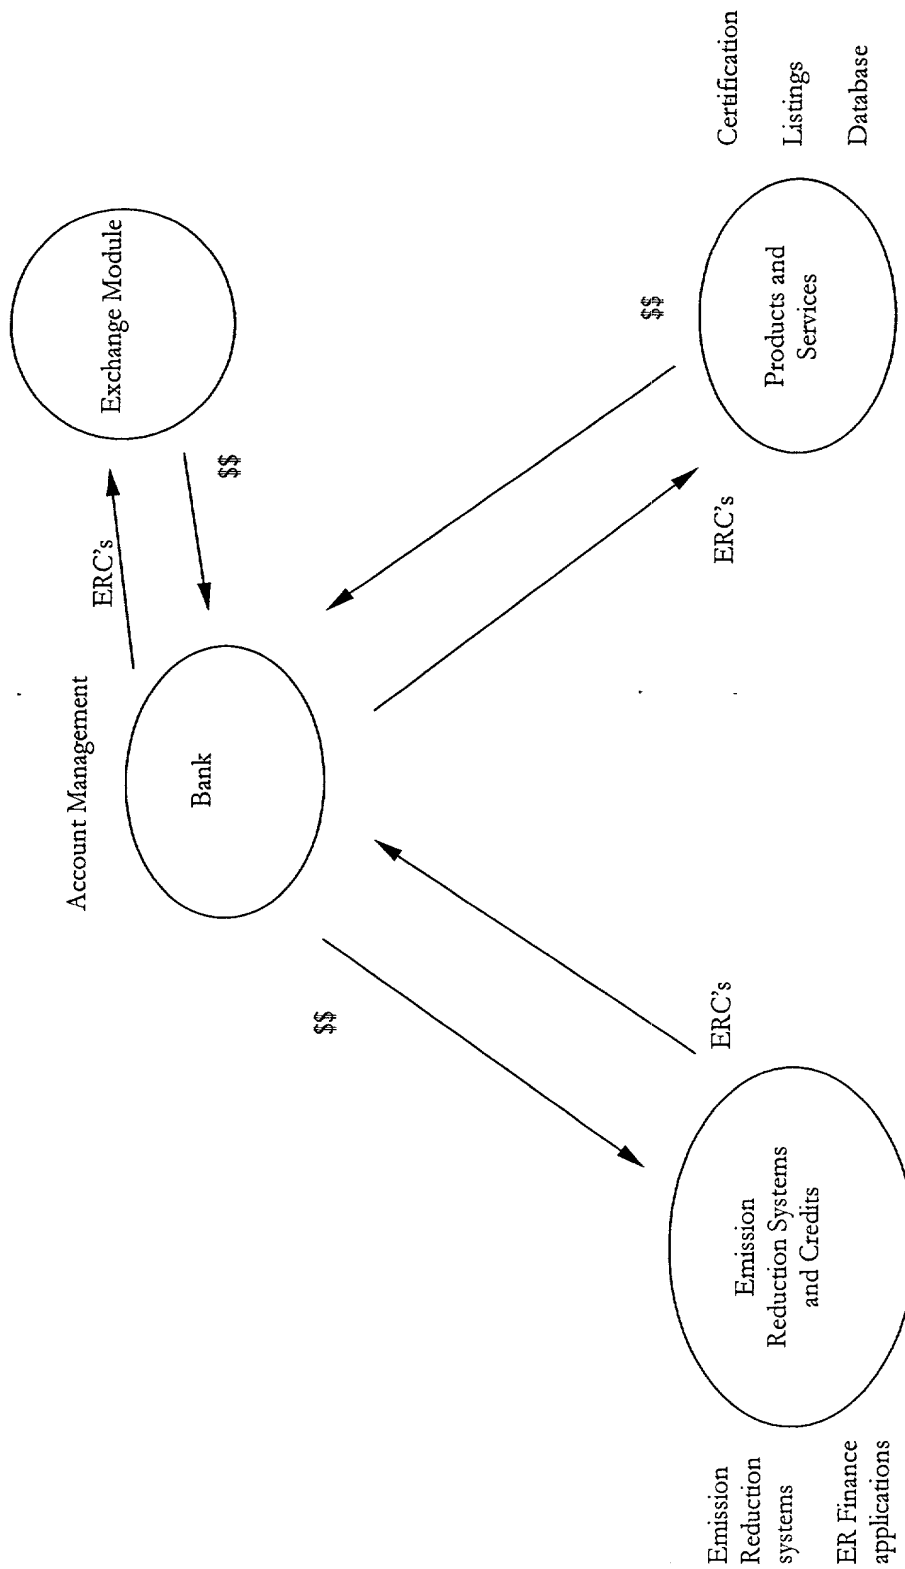 Account Management
Bank
ERC's
$$
Exchange Module
$$
ERC's
$$
ERC's
Emission
Reduction
systems
ER Finance
applications
Emission
Reduction Systems
and Credits
Products and
Services
Certification
Listings
Database